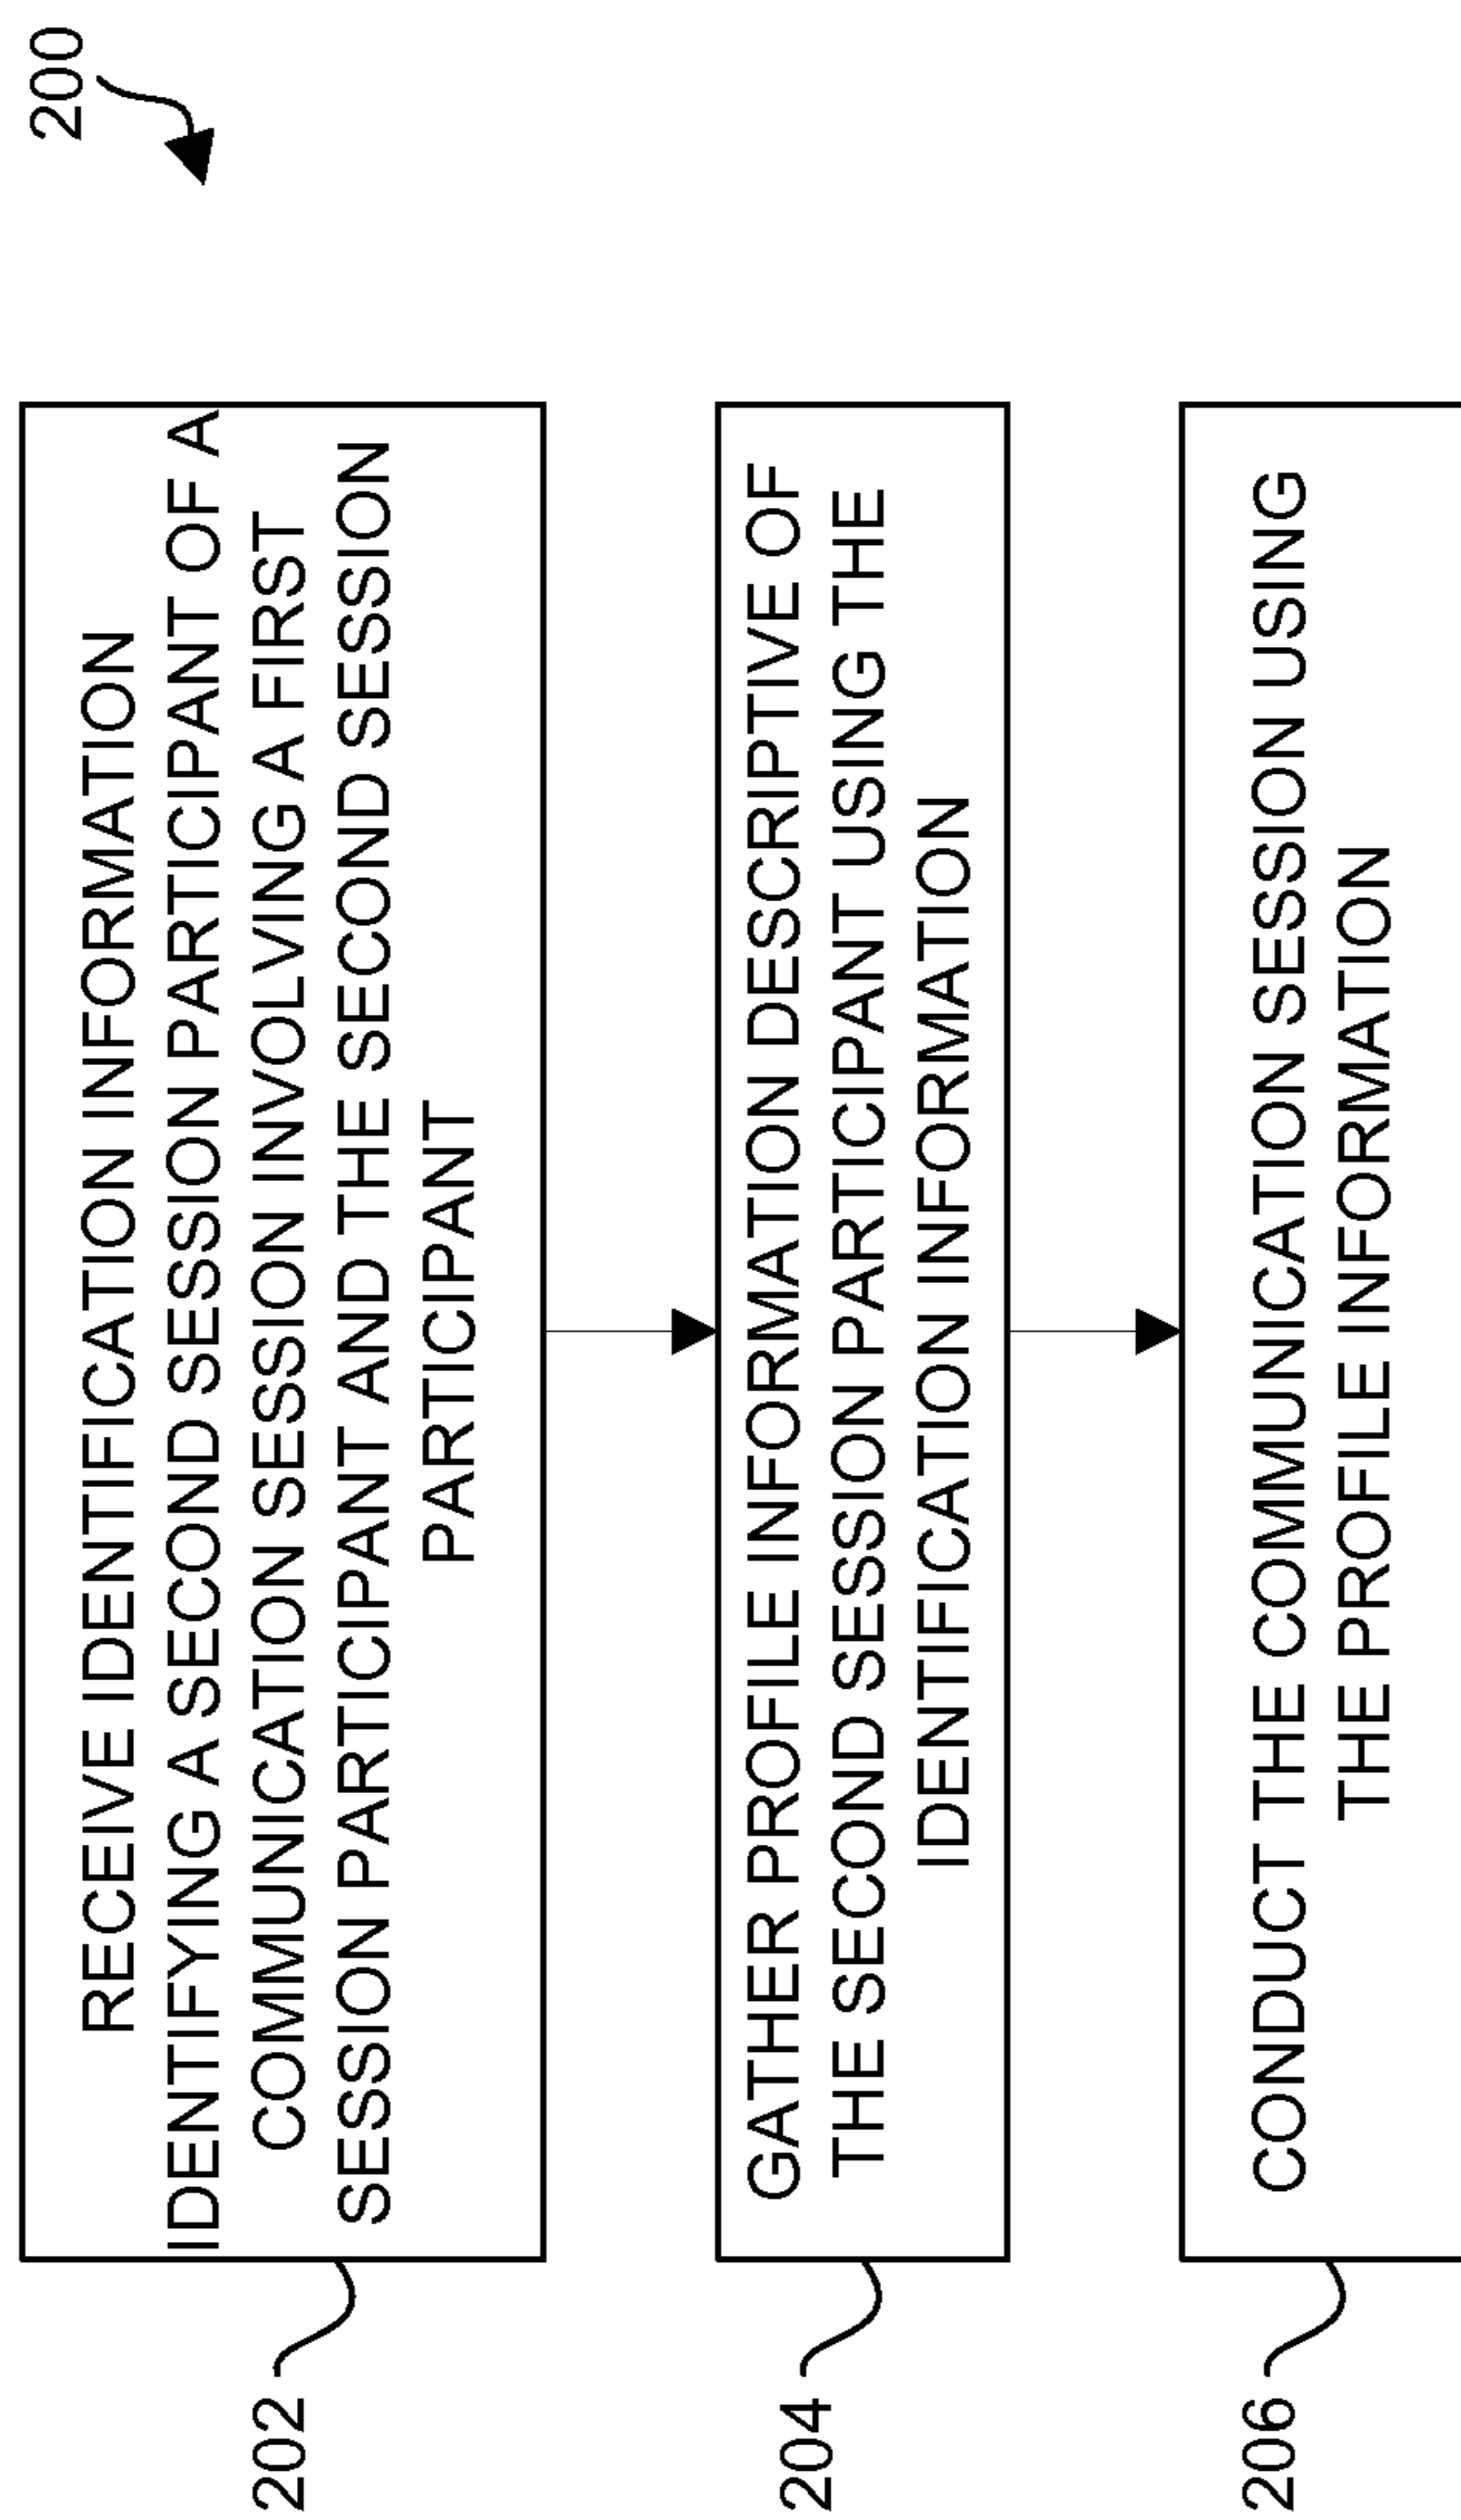 200
202
RECEIVE IDENTIFICATION INFORMATION
IDENTIFYING A SECOND SESSION PARTICIPANT OF A
COMMUNICATION SESSION INVOLVING A FIRST
SESSION PARTICIPANT AND THE SECOND SESSION
PARTICIPANT
204
GATHER PROFILE INFORMATION DESCRIPTIVE OF
THE SECOND SESSION PARTICIPANT USING THE
IDENTIFICATION INFORMATION
206
CONDUCT THE COMMUNICATION SESSION USING
THE PROFILE INFORMATION